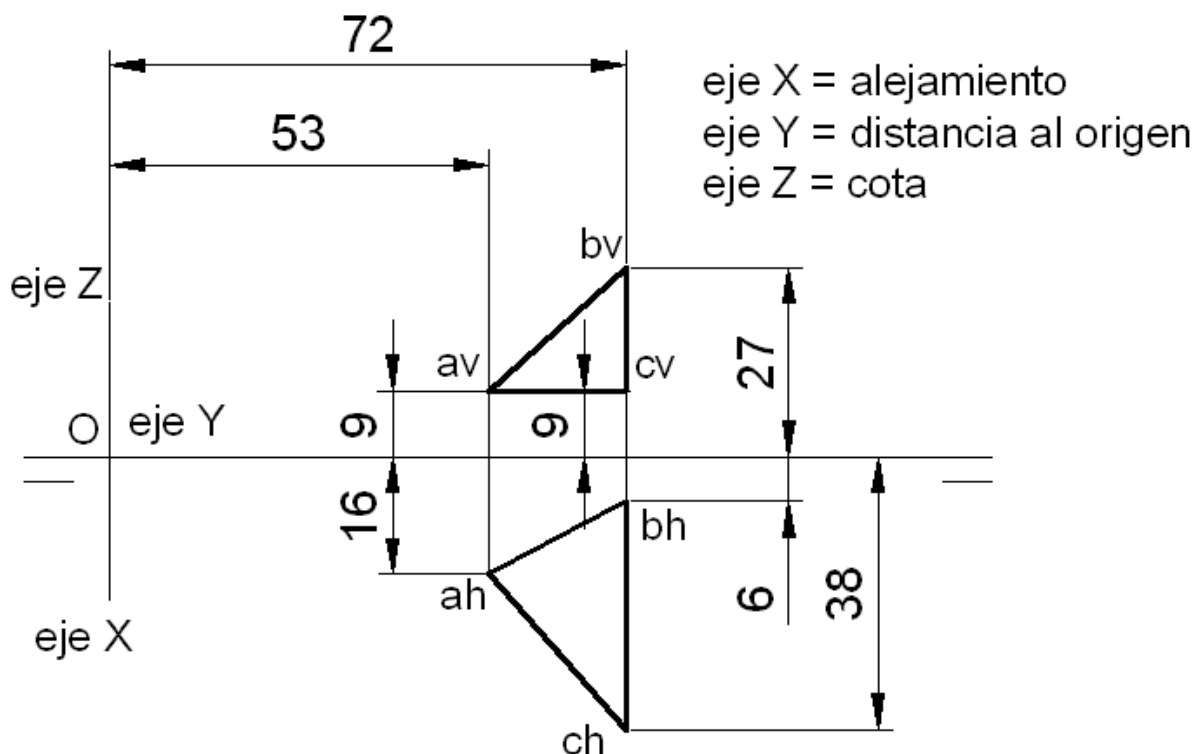 72
eje X = alejamiento
eje Y = distáncia al origen
eje Z = cota
53
bv
eje Z
av
cv
27
9
9
O
eje Y
16
bh
ah
6
38
eje X
ch